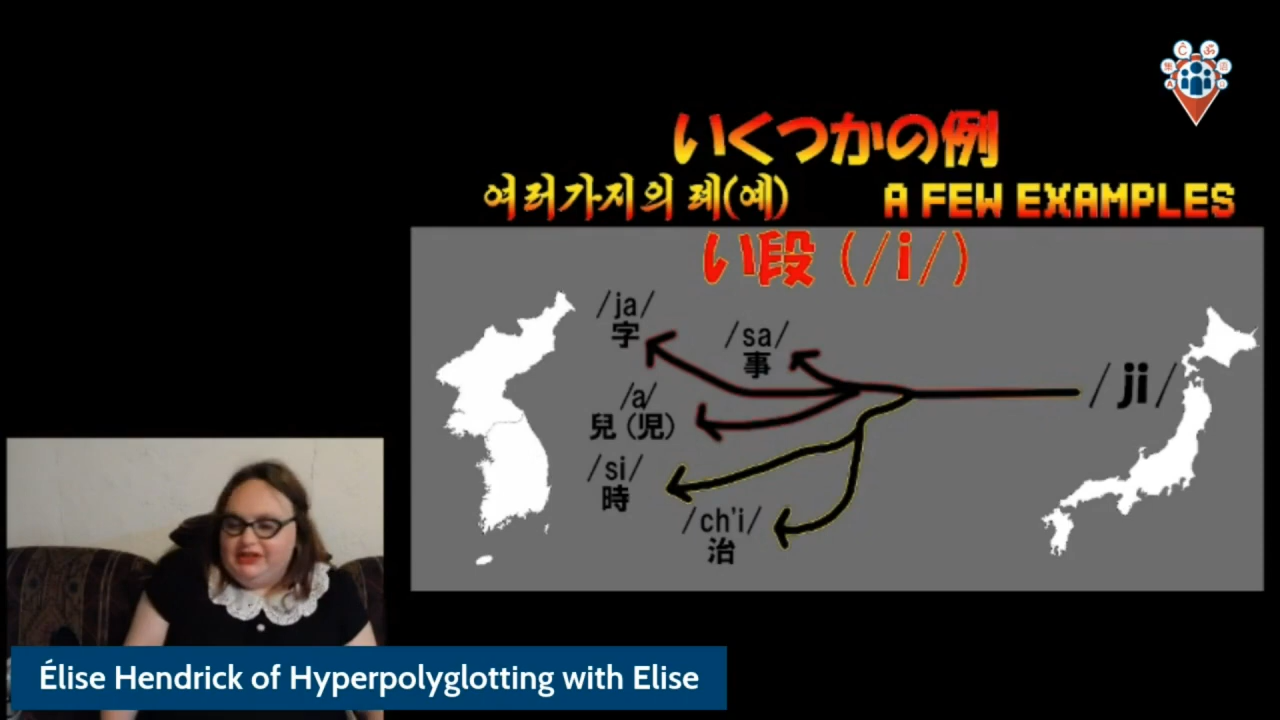 いくつかの例
여러가지의 례(예)
A FEW EXAMPLES
い段 (/i/)
/ja/
字
/sa/
事
/a/
兒 (児)
/si/
時
/ch'i/
治
/ji/
Élise Hendrick of Hyperpolyglotting with Elise